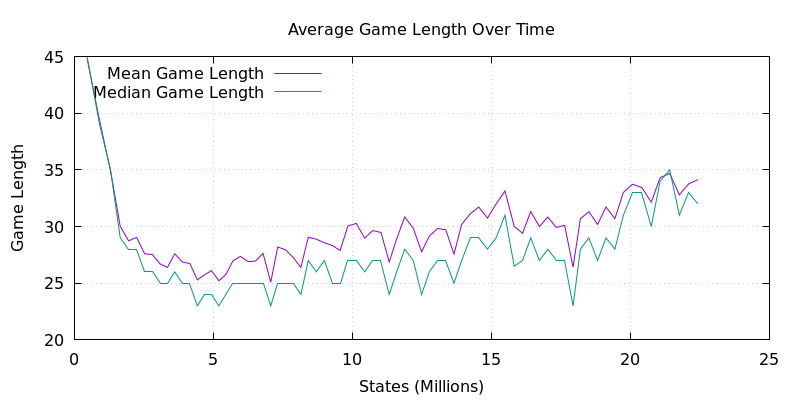 Average Game Length Over Time
Mean Game Length
Median Game Length
45
40
35
30
25
20
Game Length
0 5 10 15 20 25
States (Millions)